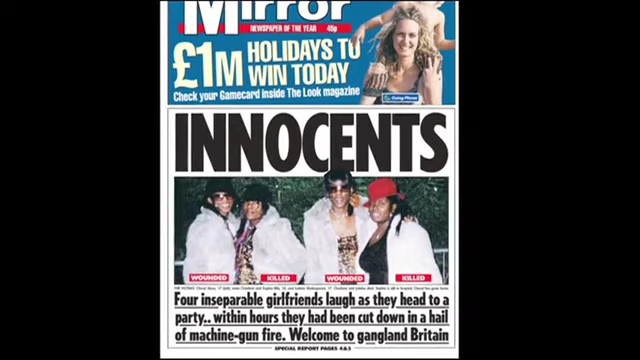 Mirror
NEWSPAPER OF THE YEAR 45p
£1M HOLIDAYS TO
WIN TODAY
Check your Gamecard inside The Look magazine
Going Places
INNOCENTS
WOUNDED KILLED WOUNDED KILLED
Four inseparable girlfriends laugh as they head to a
party.. within hours they had been cut down in a hail
of machine-gun fire. Welcome to gangland Britain
SPECIAL REPORT PAGES 4&5